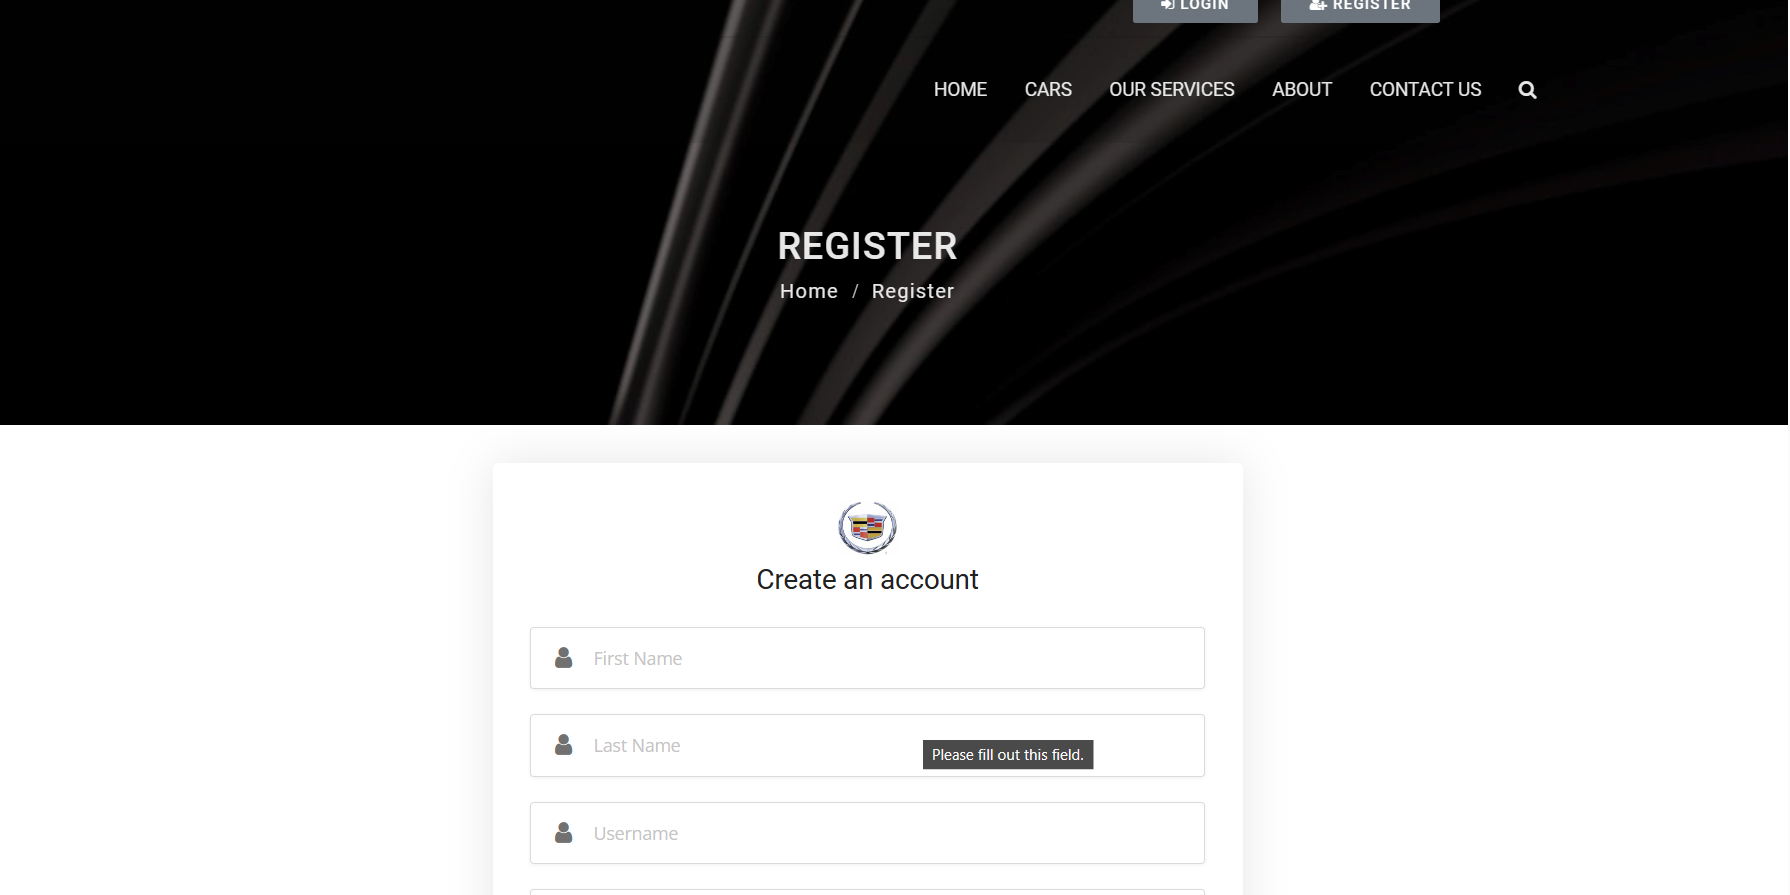 LOGIN
REGISTER
HOME
CARS
OUR SERVICES
ABOUT
CONTACT US
REGISTER
Home / Register
Create an account
First Name
Last Name
Please fill out this field.
Username